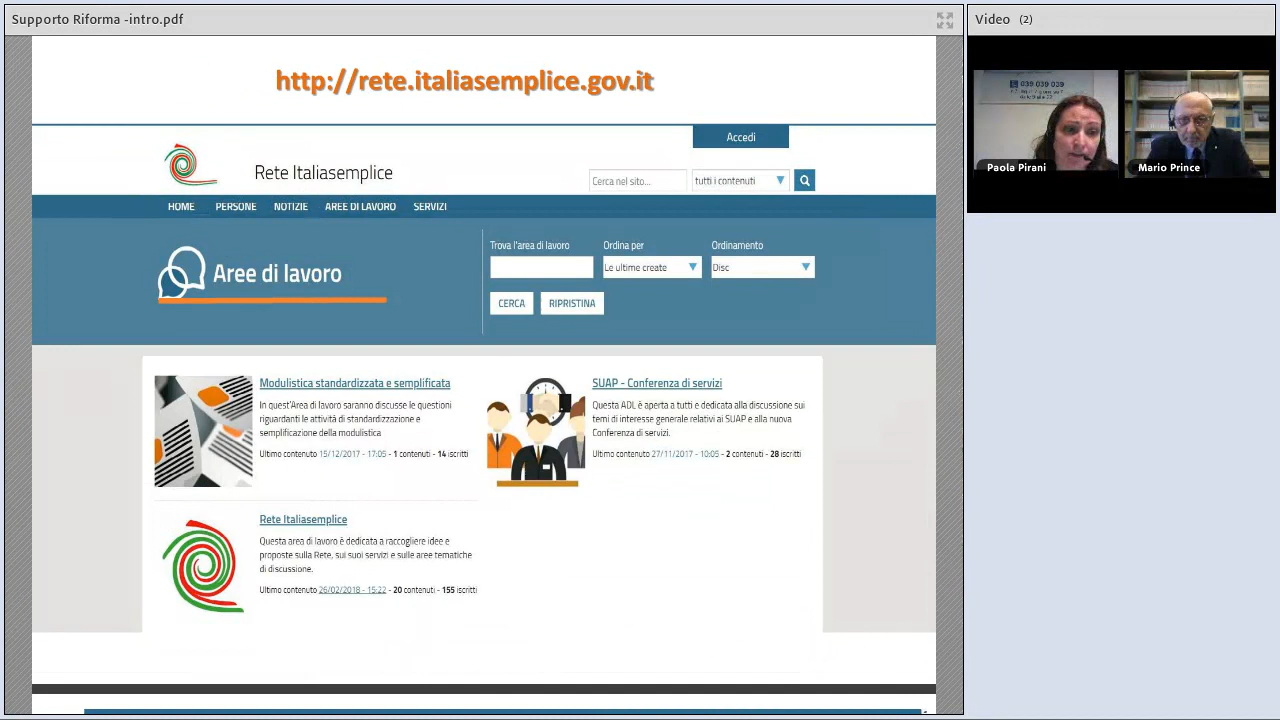 Supporto Riforma -intro.pdf
Video (2)
http://rete.italiasemplice.gov.it
Accedi
Rete Italiasemplice
Cerca nel sito...
tutti i contenuti
HOME PERSONE NOTIZIE AREE DI LAVORO SERVIZI
Aree di lavoro
Trova l'area di lavoro
Ordina per
Ordinamento
Le ultime create
Disc
CERCA
RIPRISTINA
Modulistica standardizzata e semplificata
In quest'Area di lavoro saranno discusse le questioni
riguardanti le attività di standardizzazione e
semplificazione della modulistica
Ultimo contenuto 15/12/2017 - 17:05 - 1 contenuti - 14 iscritti
SUAP - Conferenza di servizi
Questa ADL è aperta a tutti e dedicata alla discussione sui
temi di interesse generale relativi ai SUAP e alla nuova
Conferenza di servizi.
Ultimo contenuto 27/11/2017 - 10:05 - 2 contenuti - 28 iscritti
Rete Italiasemplice
Questa area di lavoro è dedicata a raccogliere idee e
proposte sulla Rete, sui suoi servizi e sulle aree tematiche
di discussione.
Ultimo contenuto 26/02/2018 - 15:22 - 20 contenuti - 155 iscritti
039 039 039
Paola Pirani
Mario Prince